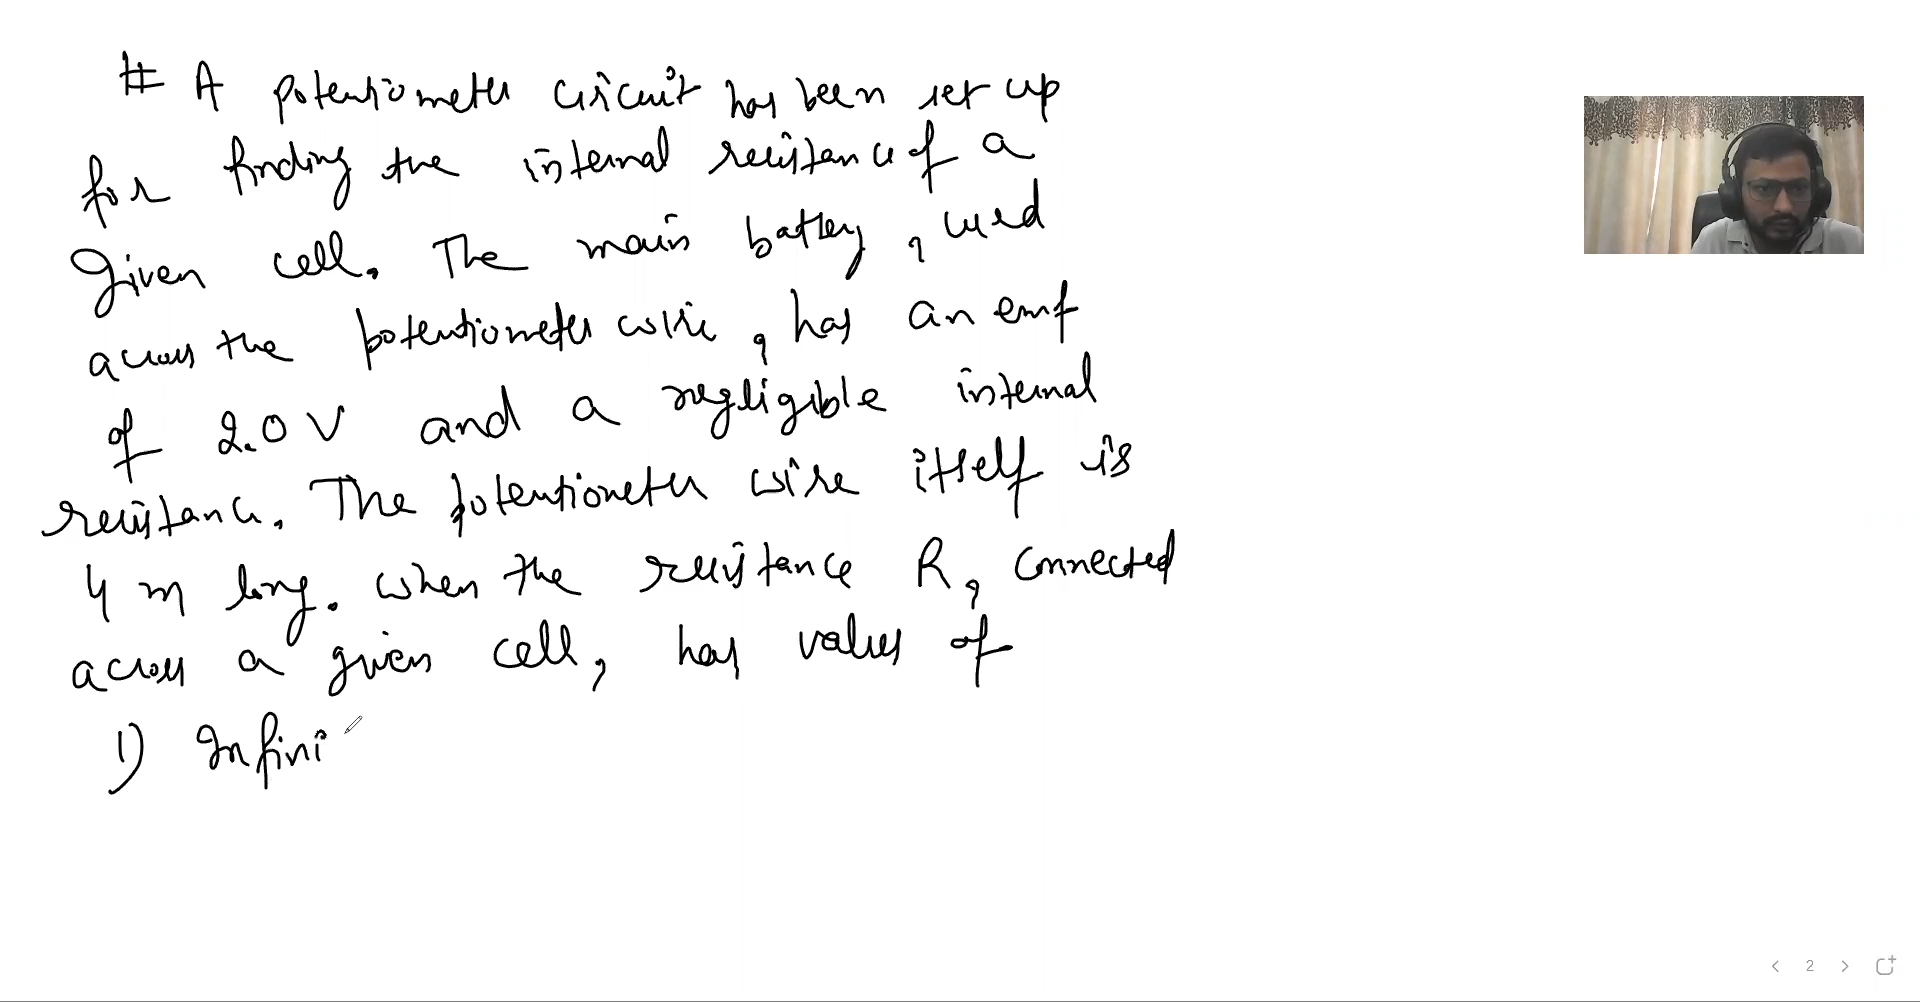 # A potentiometer circuit has been set up
for finding the internal resistance of a
given cell. The main battery, used
across the potentiometer wire, has an emf
of 2.0 V and a negligible internal
resistance. The potentiometer wire itself is
4 m long. When the resistance R, connected
across a given cell, has values of
1) Infini
2